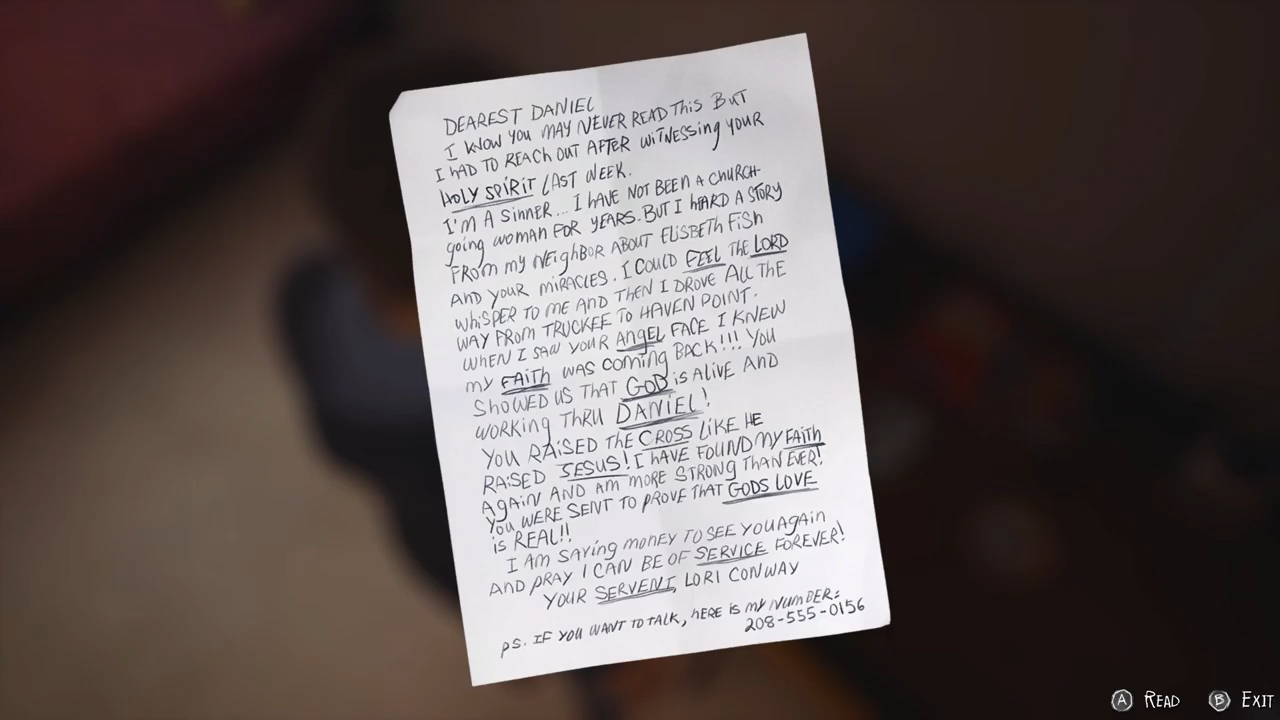 DEAREST DANIEL
I KNOW YOU MAY NEVER READ THIS BUT
I HAD TO REACH OUT AFTER WITNESSING YOUR
HOLY SPIRIT LAST WEEK.
I'M A SINNER... I HAVE NOT BEEN A CHURCH-
going WOMAN FOR YEARS. BUT I HEARD A STORY
FROM MY NEIGHBOR ABOUT ELISBETH FISH
AND YOUR MIRACLES. I COULD FEEL THE LORD
WHISPER TO ME AND THEN I DROVE ALL THE
WAY FROM TRUCKEE TO HAVEN POINT.
WHEN I SAW YOUR ANGEL FACE I KNEW
MY FAITH WAS COMING BACK!!! YOU
SHOWED US THAT GOD IS ALIVE AND
WORKING THRU DANIEL!
YOU RAISED THE CROSS LIKE HE
RAISED JESUS! I HAVE FOUND MY FAITH
AGAIN AND AM MORE STRONG THAN EVER!
YOU WERE SENT TO PROVE THAT GODS LOVE
IS REAL!!
I AM SAVING MONEY TO SEE YOU AGAIN
AND PRAY I CAN BE OF SERVICE FOREVER!
YOUR SERVENT, LORI CONWAY
PS. IF YOU WANT TO TALK, HERE IS MY NUMBER:
208-555-0156
A READ B EXIT